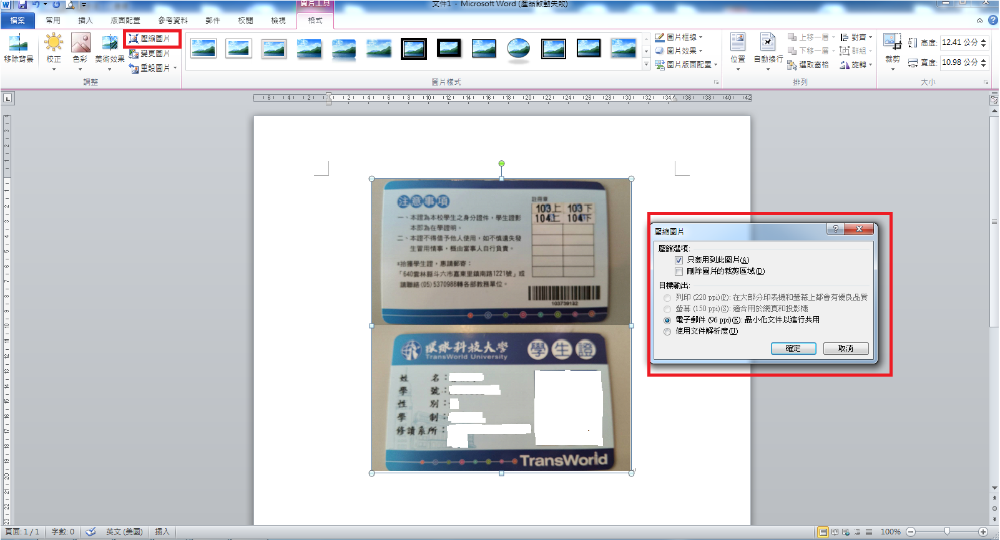 圖片工具
文件1 - Microsoft Word (產品啟動失敗)
檔案 常用 插入 版面配置 參考資料 郵件 校閱 檢視 格式
移除背景 校正 色彩 美術效果
壓縮圖片
變更圖片
重設圖片
調整
圖片樣式
圖片框線
圖片效果
圖片版面配置
位置 自動換行
上移一層
下移一層
選取窗格
對齊
群組
旋轉
排列
裁剪
高度: 12.41 公分
寬度: 10.98 公分
大小
注意事項
一、本證為本校學生之身分證件，學生證影
本即為在學證明。
二、本證不得借予他人使用，如不慎遺失發
生冒用情事，概由當事人自行負責。
*拾獲學生證，惠請郵寄：
「640雲林縣斗六市嘉東里鎮南路1221號」或
請聯絡(05)5370988轉各部教務單位。
註冊章
103上 103下
104上 104下
103739132
環球科技大學
TransWorld University
學生證
姓名：
學號：
性別：
學制：
修讀系所：
TransWorld
壓縮圖片
壓縮選項:
只套用到此圖片(A)
刪除圖片的裁剪區域(D)
目標輸出:
列印 (220 ppi)(P): 在大部分印表機和螢幕上都會有優良品質
螢幕 (150 ppi)(S): 適合用於網頁和投影機
電子郵件 (96 ppi)(E): 最小化文件以進行共用
使用文件解析度(U)
確定 取消
頁面: 1 / 1 字數: 0 英文 (美國) 插入 100%